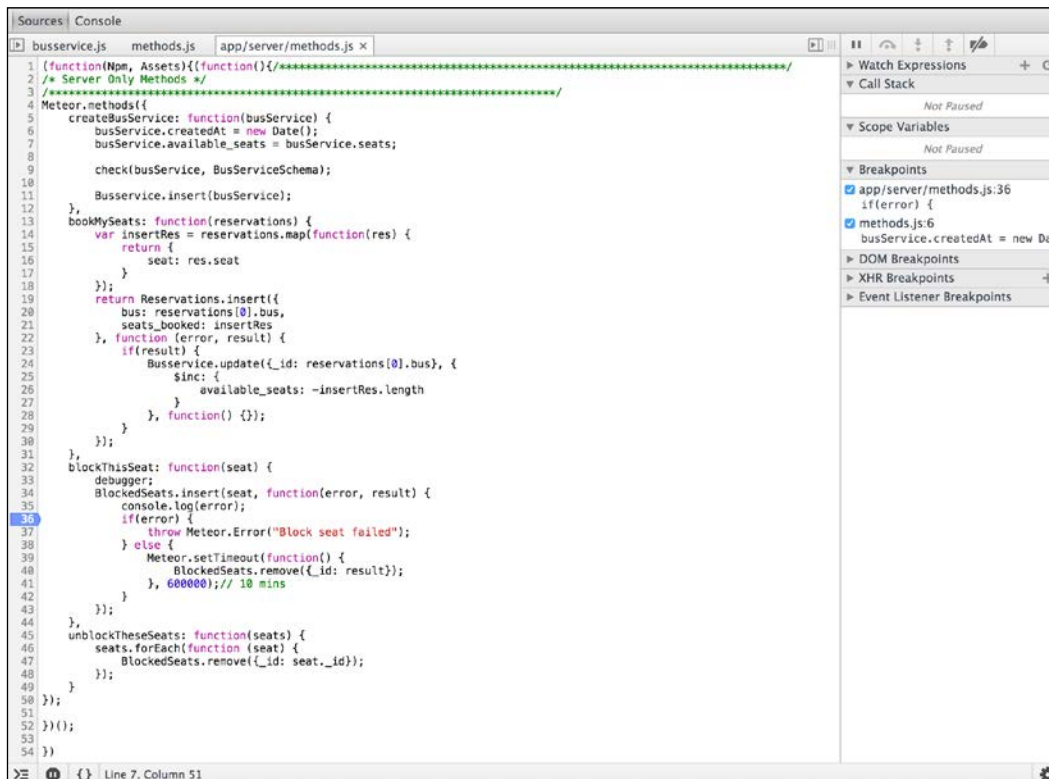 Sources Console
busservice.js methods.js app/server/methods.js ×
1 (function(Npm, Assets){(function(){/////////////////////////////////////////////////////////////////////////////////
2 /* Server Only Methods */
3 /*******************************************************************************/
4 Meteor.methods({
5 createBusService: function(busService) {
6 busService.createdAt = new Date();
7 busService.available_seats = busService.seats;
8
9 check(busService, BusServiceSchema);
10
11 Busservice.insert(busService);
12 },
13 bookMySeats: function(reservations) {
14 var insertRes = reservations.map(function(res) {
15 return {
16 seat: res.seat
17 }
18 });
19 return Reservations.insert({
20 bus: reservations[0].bus,
21 seats_booked: insertRes
22 }, function (error, result) {
23 if(result) {
24 Busservice.update({_id: reservations[0].bus}, {
25 $inc: {
26 available_seats: -insertRes.length
27 }
28 }, function() {});
29 }
30 });
31 },
32 blockThisSeat: function(seat) {
33 debugger;
34 BlockedSeats.insert(seat, function(error, result) {
35 console.log(error);
36 if(error) {
37 throw Meteor.Error("Block seat failed");
38 } else {
39 Meteor.setTimeout(function() {
40 BlockedSeats.remove({_id: result});
41 }, 600000);// 10 mins
42 }
43 });
44 },
45 unblockTheseSeats: function(seats) {
46 seats.forEach(function (seat) {
47 BlockedSeats.remove({_id: seat._id});
48 });
49 }
50 });
51
52 })();
53
54 })
{} Line 7, Column 51
Watch Expressions + C
Call Stack
Not Paused
Scope Variables
Not Paused
Breakpoints
app/server/methods.js:36
if(error) {
methods.js:6
busService.createdAt = new Da
DOM Breakpoints
XHR Breakpoints +
Event Listener Breakpoints